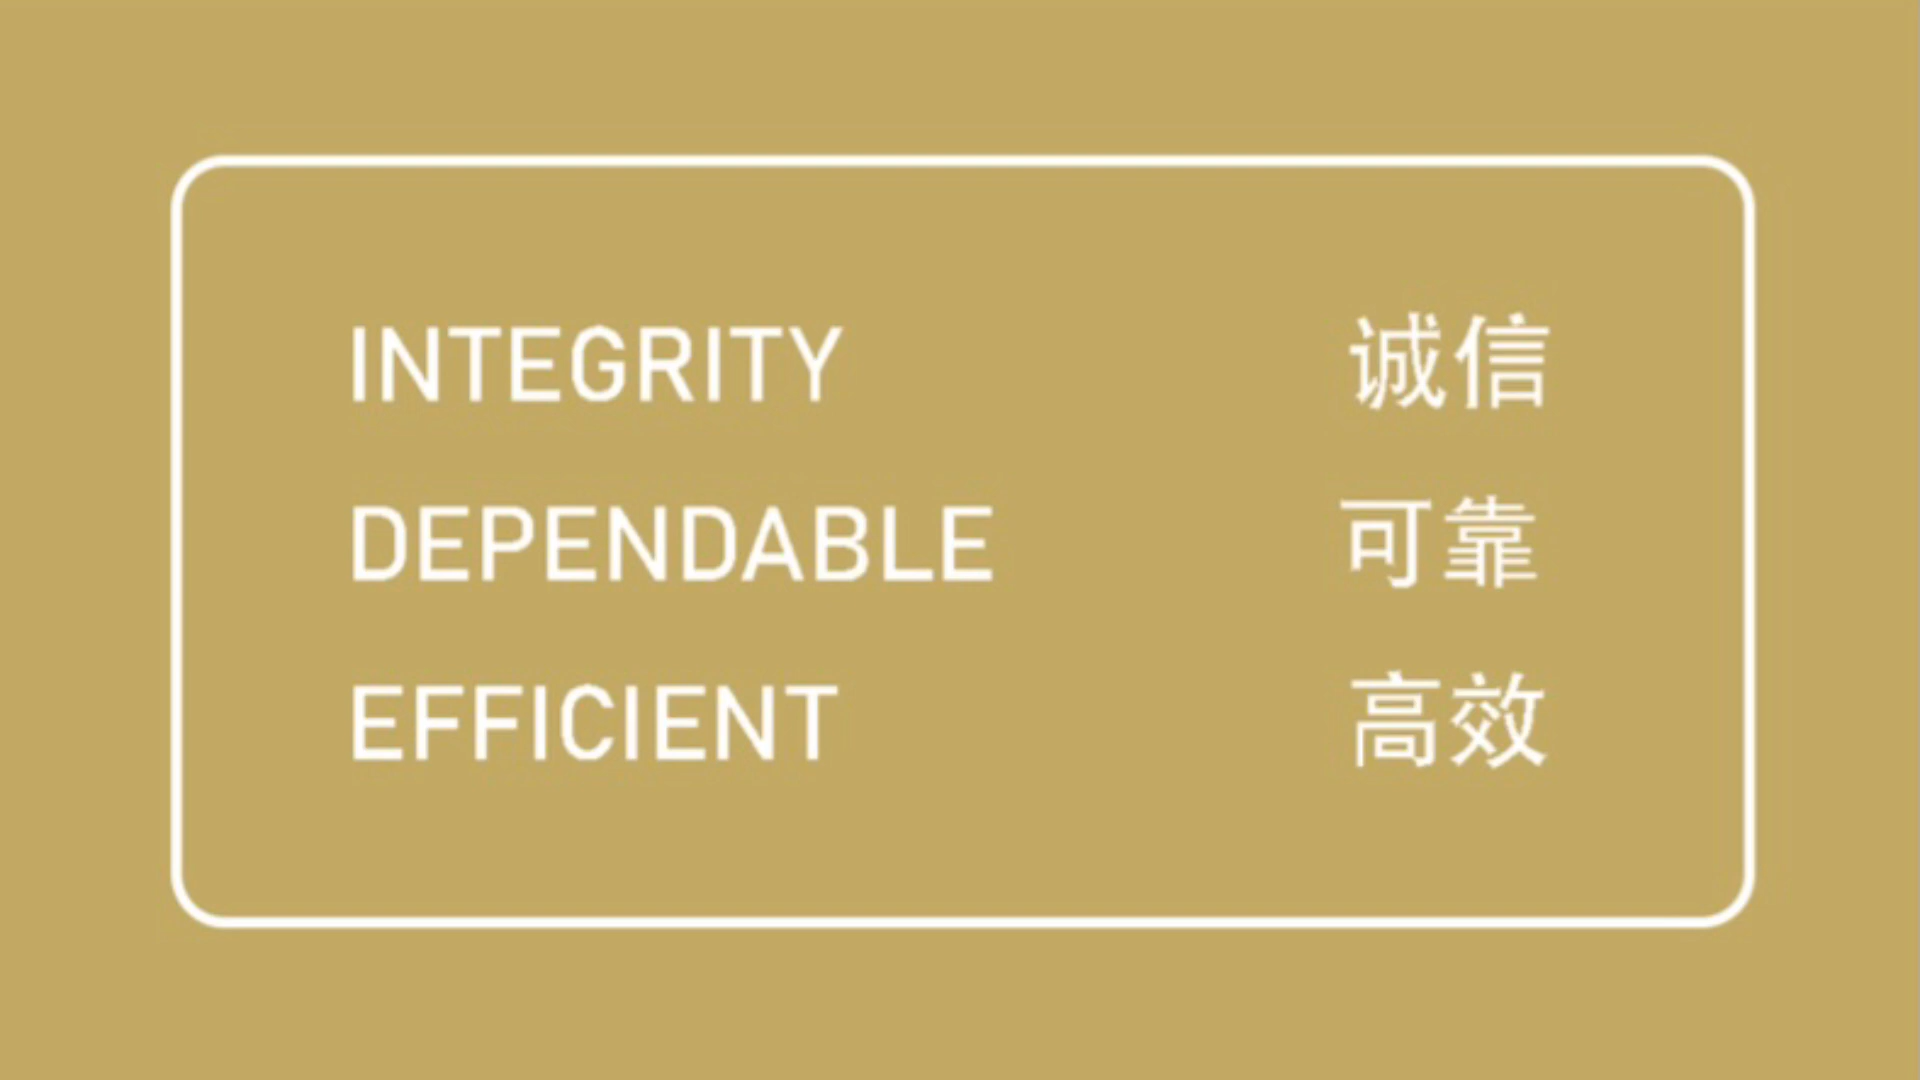 INTEGRITY 诚信
DEPENDABLE 可靠
EFFICIENT 高效